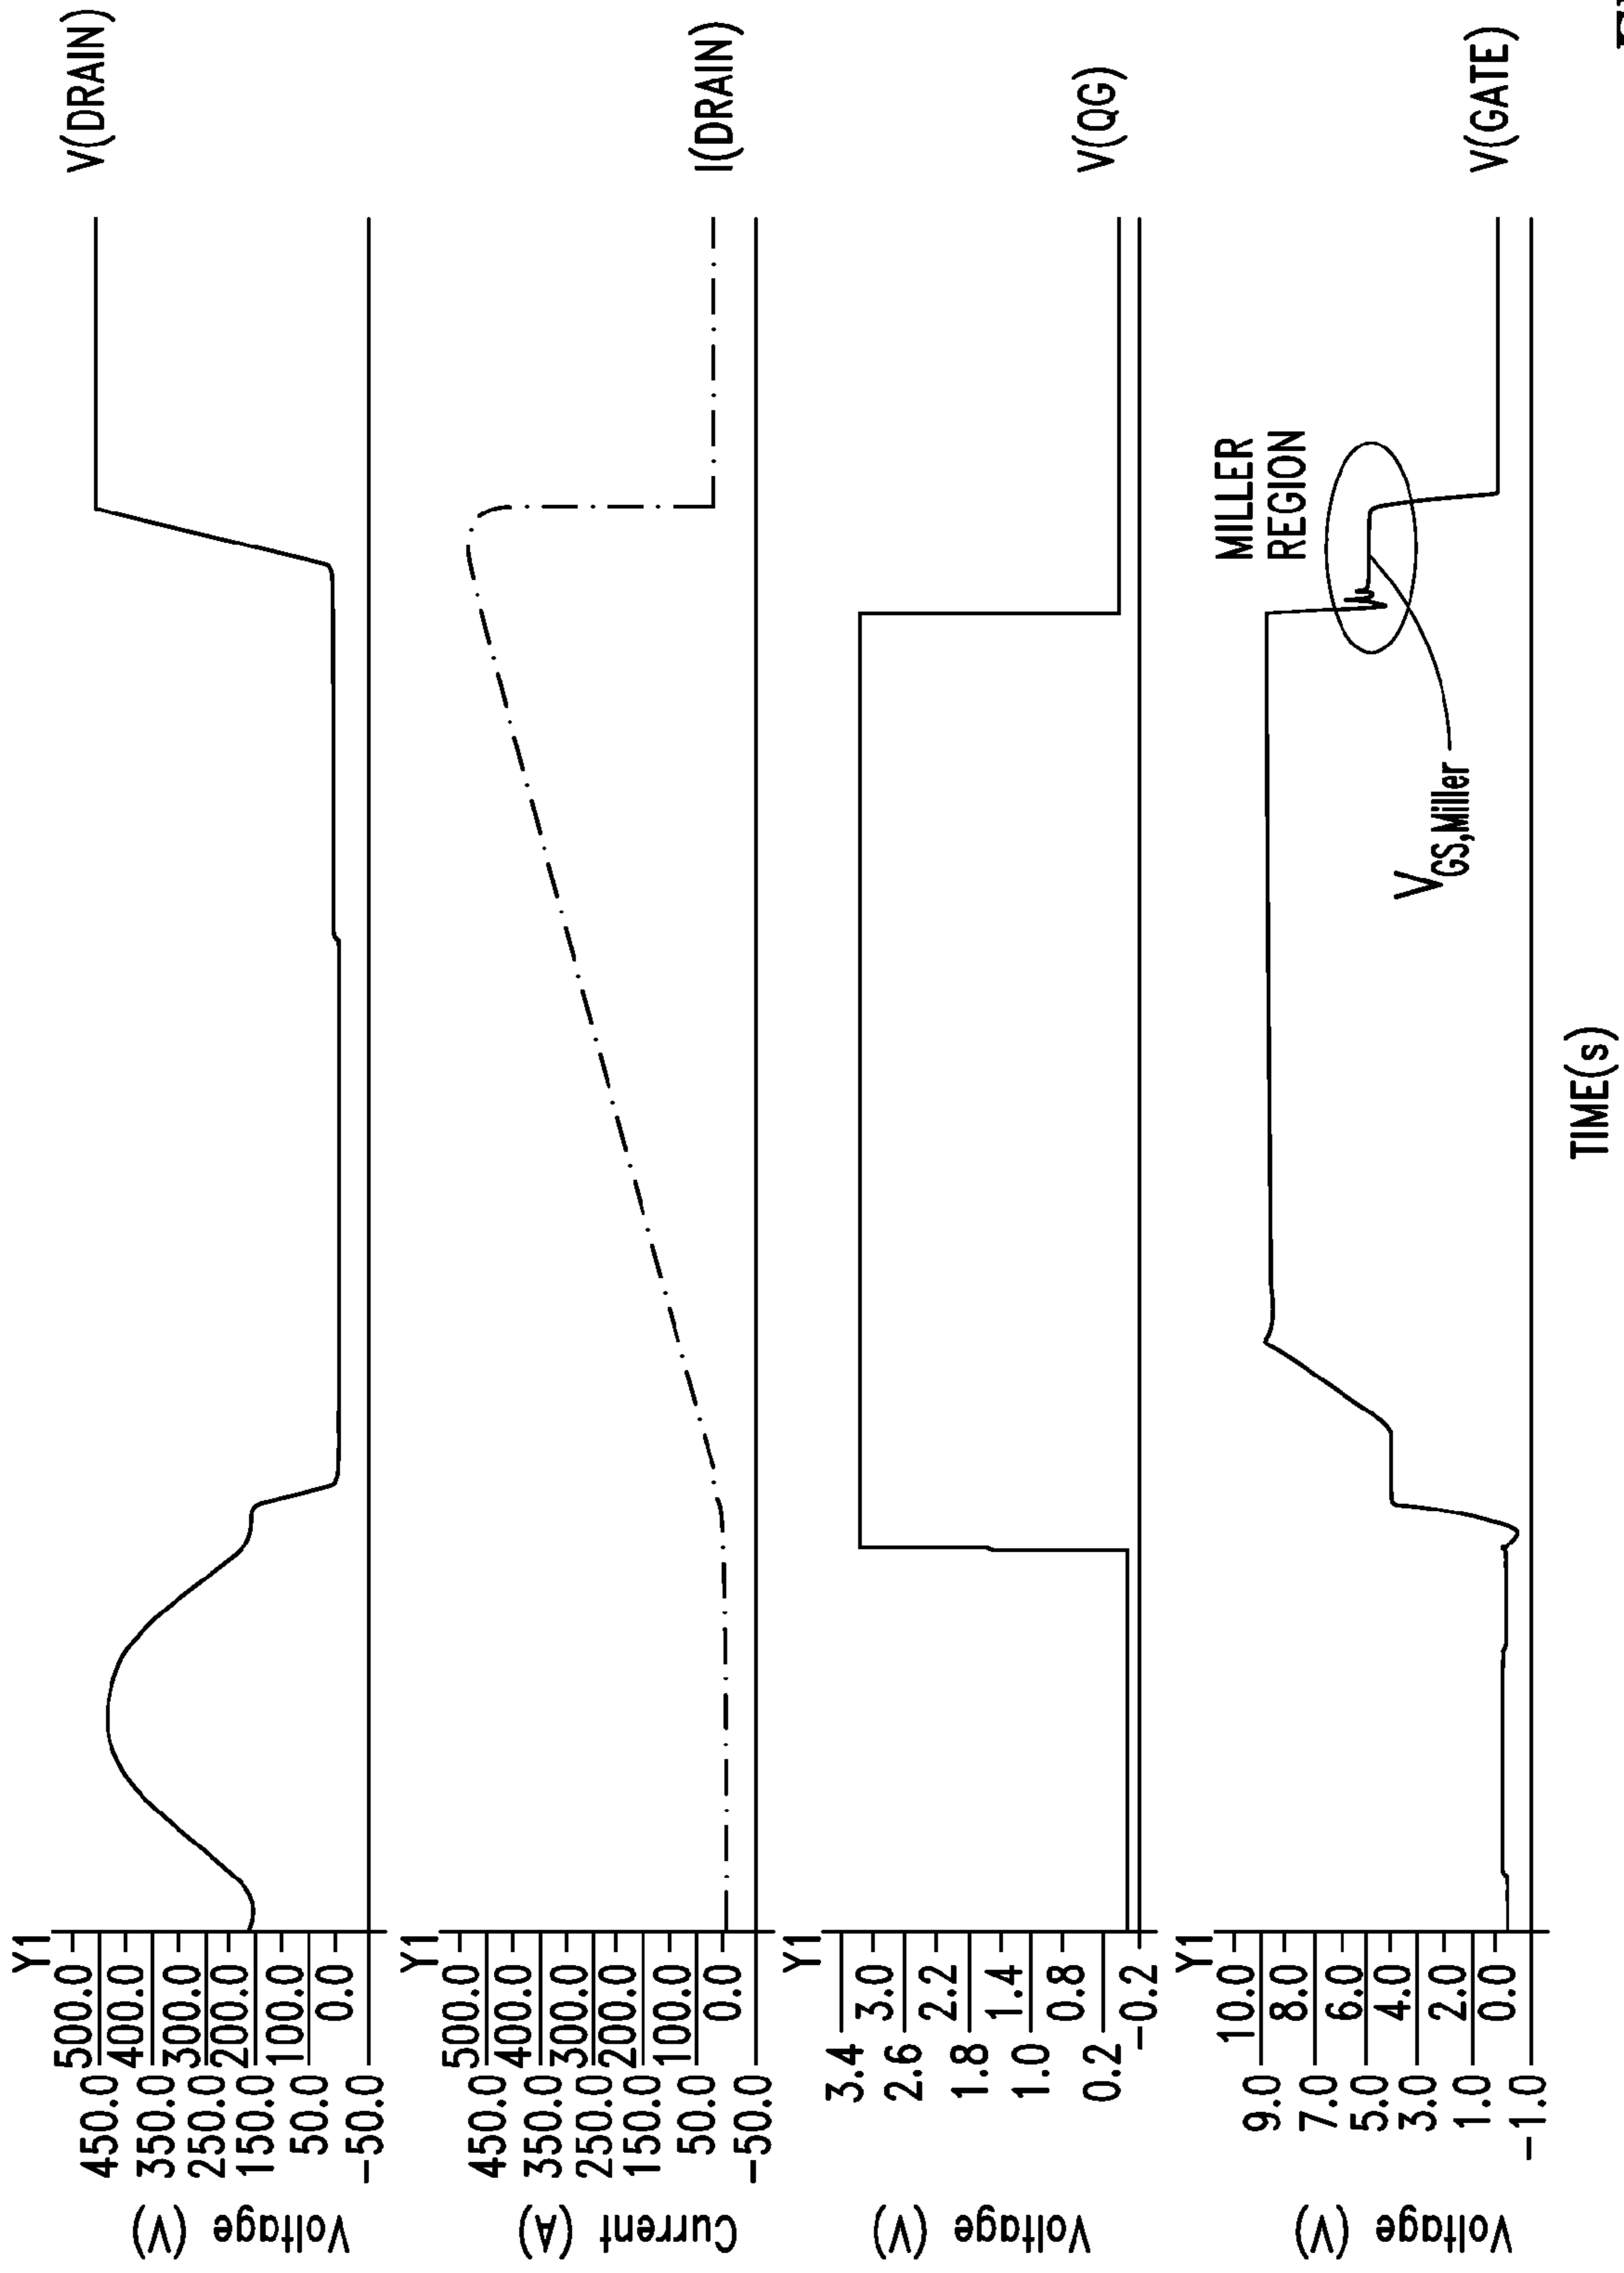 Y1
V(DRAIN)
500.0
450.0
400.0
350.0
300.0
250.0
200.0
150.0
100.0
50.0
0.0
-50.0
Voltage (V)
Y1
I(DRAIN)
500.0
450.0
400.0
350.0
300.0
250.0
200.0
150.0
100.0
50.0
0.0
-50.0
Current (A)
Y1
V(QG)
3.4
3.0
2.6
2.2
1.8
1.4
1.0
0.8
0.2
-0.2
Voltage (V)
Y1
V(GATE)
10.0
9.0
8.0
7.0
6.0
5.0
4.0
3.0
2.0
1.0
0.0
-1.0
Voltage (V)
MILLER
REGION
VGS,Miller
TIME(s)